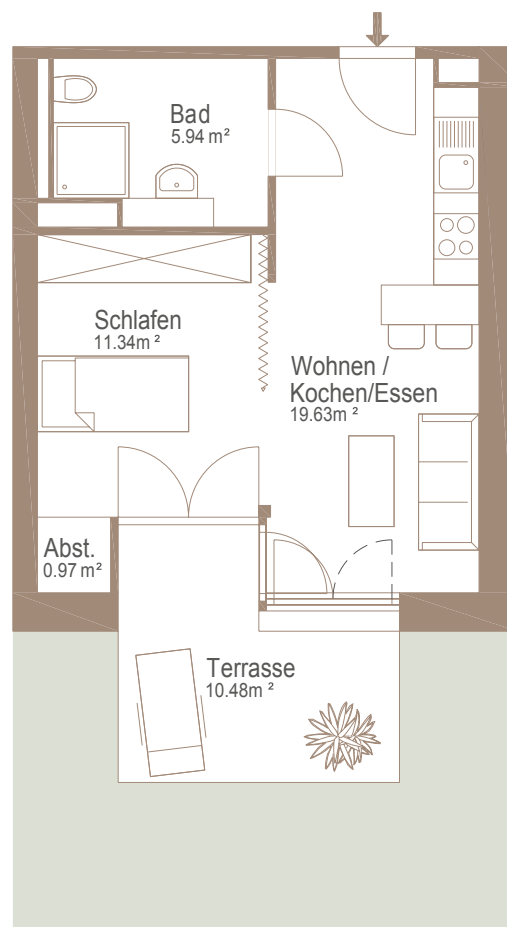 Bad
5.94 m²
Schlafen
11.34m ²
Wohnen /
Kochen/Essen
19.63m ²
Abst.
0.97 m²
Terrasse
10.48m ²